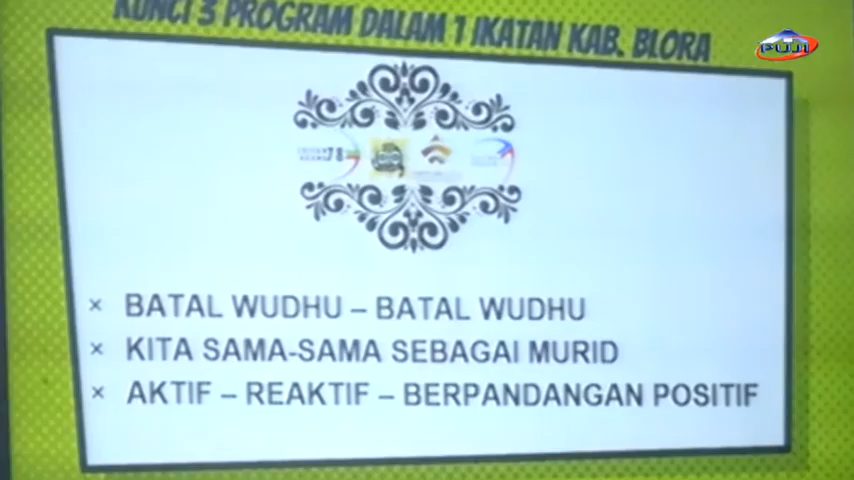 KUNCI 3 PROGRAM DALAM 1 IKATAN KAB. BLORA
PUJI
× BATAL WUDHU – BATAL WUDHU
× KITA SAMA-SAMA SEBAGAI MURID
× AKTIF – REAKTIF – BERPANDANGAN POSITIF